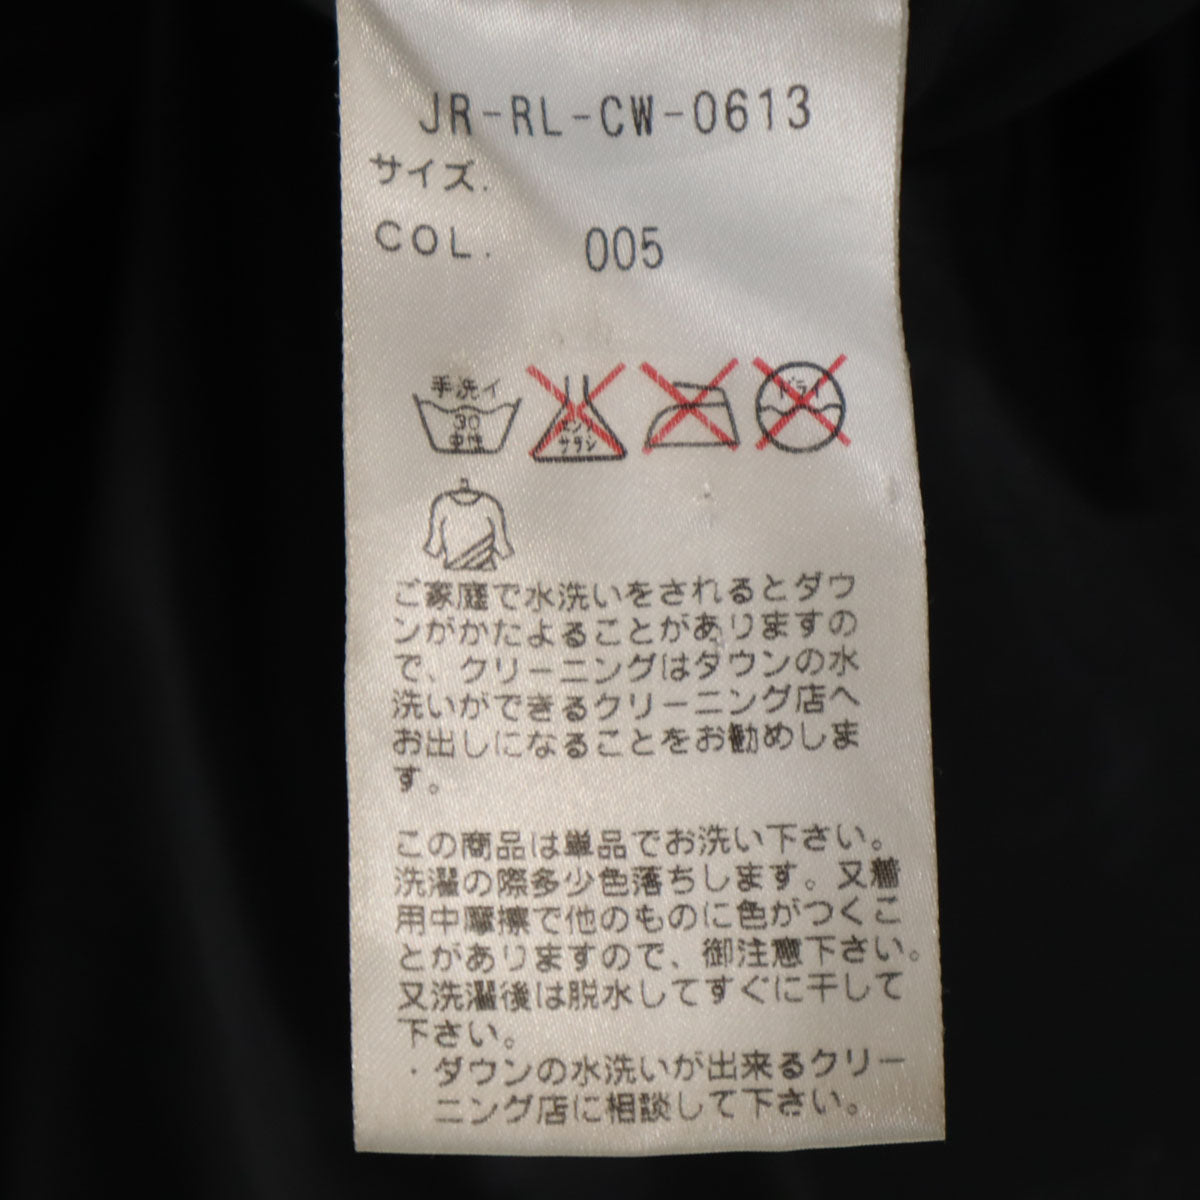 JR-RL-CW-0613
サイズ.
COL. 005
手洗イ エンソ ドライ
30 サラシ
中性
ご家庭で水洗いをされるとダウ
ンがかたよることがありますの
で、クリーニングはダウンの水
洗いができるクリーニング店へ
お出しになることをお勧めしま
す。
この商品は単品でお洗い下さい。
洗濯の際多少色落ちします。又着
用中摩擦で他のものに色がつくこ
とがありますので、御注意下さい。
又洗濯後は脱水してすぐに干して
下さい。
・ダウンの水洗いが出来るクリー
ニング店に相談して下さい。